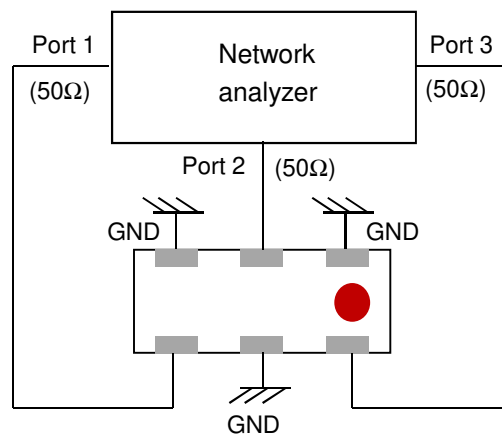 Port 1
Network
analyzer
Port 3
(50Ω)
(50Ω)
Port 2
(50Ω)
GND
GND
GND